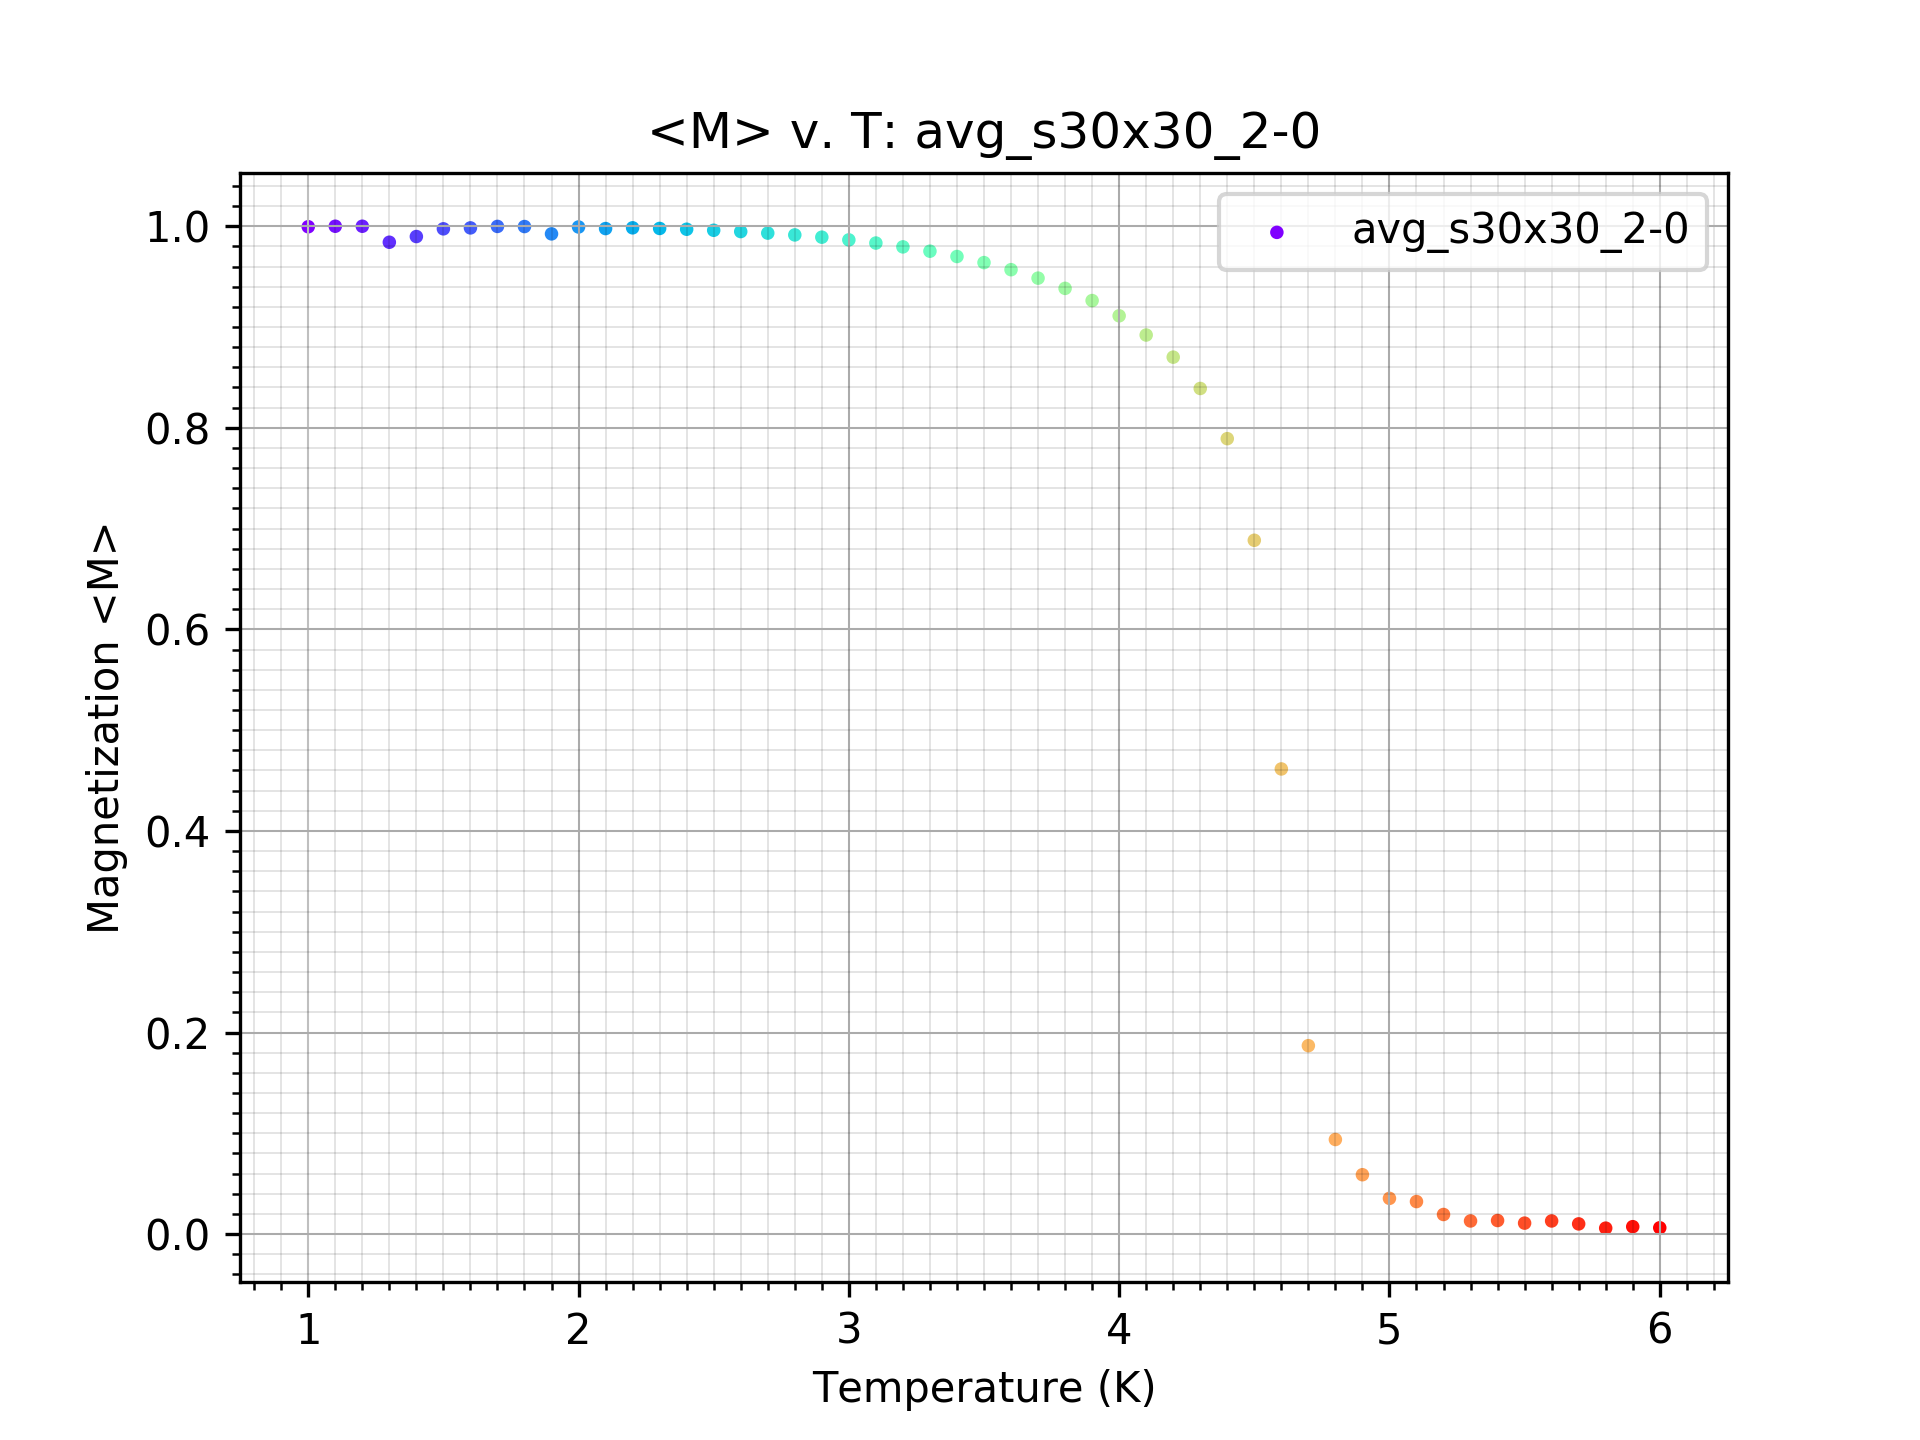 <M> v. T: avg_s30x30_2-0
avg_s30x30_2-0
1.0
0.8
0.6
0.4
0.2
0.0
Magnetization <M>
1 2 3 4 5 6
Temperature (K)